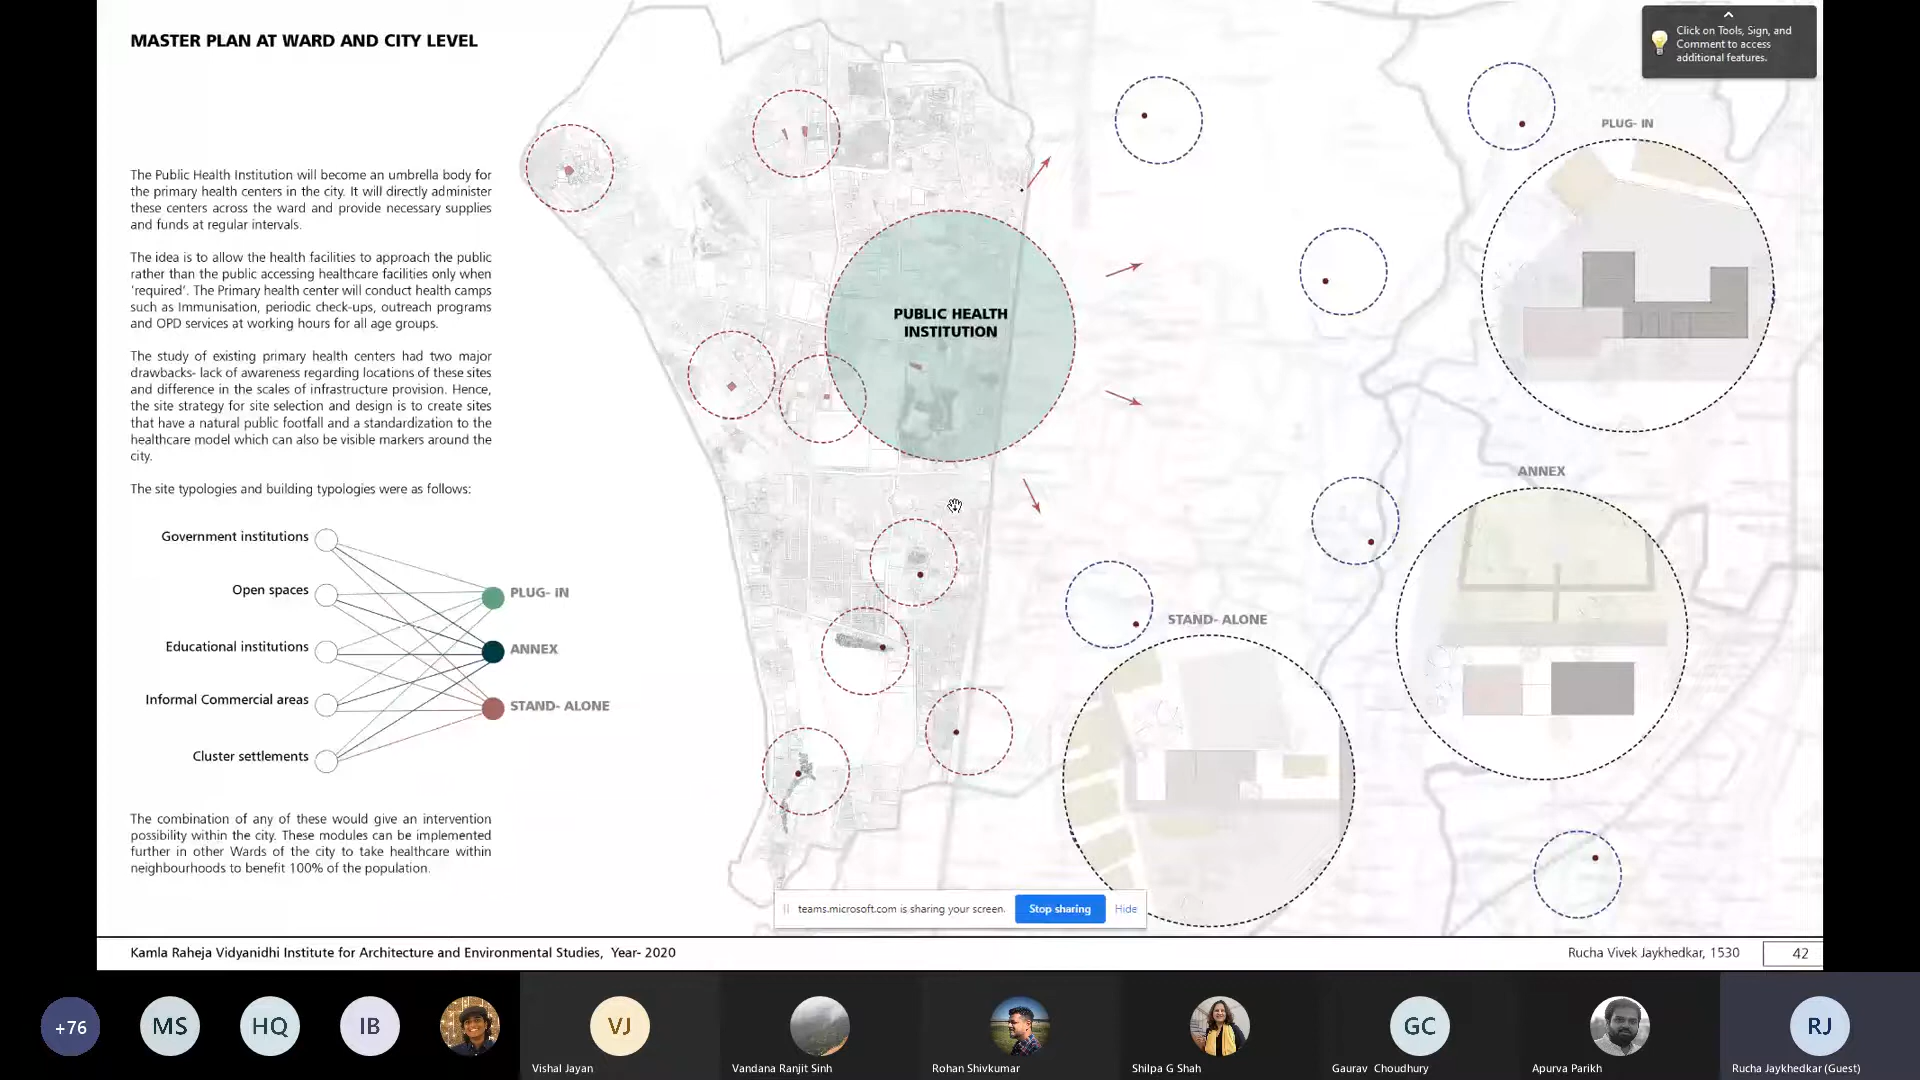 MASTER PLAN AT WARD AND CITY LEVEL
Click on Tools, Sign, and
Comment to access
additional features.
The Public Health Institution will become an umbrella body for
the primary health centers in the city. It will directly administer
these centers across the ward and provide necessary supplies
and funds at regular intervals.
The idea is to allow the health facilities to approach the public
rather than the public accessing healthcare facilities only when
‘required’. The Primary health center will conduct health camps
such as Immunisation, periodic check-ups, outreach programs
and OPD services at working hours for all age groups.
The study of existing primary health centers had two major
drawbacks- lack of awareness regarding locations of these sites
and difference in the scales of infrastructure provision. Hence,
the site strategy for site selection and design is to create sites
that have a natural public footfall and a standardization to the
healthcare model which can also be visible markers around the
city.
The site typologies and building typologies were as follows:
Government institutions
Open spaces
Educational institutions
Informal Commercial areas
Cluster settlements
PLUG- IN
ANNEX
STAND- ALONE
The combination of any of these would give an intervention
possibility within the city. These modules can be implemented
further in other Wards of the city to take healthcare within
neighbourhoods to benefit 100% of the population.
PUBLIC HEALTH
INSTITUTION
PLUG- IN
ANNEX
STAND- ALONE
teams.microsoft.com is sharing your screen.
Stop sharing
Hide
Kamla Raheja Vidyanidhi Institute for Architecture and Environmental Studies, Year- 2020
Rucha Vivek Jaykhedkar, 1530
42
+76
MS
HQ
IB
VJ
GC
RJ
Vishal Jayan
Vandana Ranjit Sinh
Rohan Shivkumar
Shilpa G Shah
Gaurav Choudhury
Apurva Parikh
Rucha Jaykhedkar (Guest)